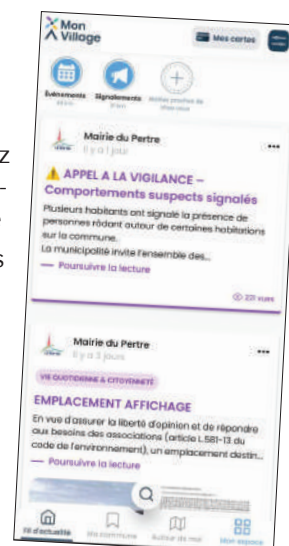 Z
–
S
Mon
Village
Mes cartes
Évènements
Signalements
Mairie du Pertre
Il y a 1 jour
APPEL A LA VIGILANCE –
Comportements suspects signalés
Plusieurs habitants ont signalé la présence de
personnes rôdant autour de certaines habitations
sur la commune.
La municipalité invite l'ensemble des...
— Poursuivre la lecture
221 vues
Mairie du Pertre
Il y a 3 jours
VIE QUOTIDIENNE & CITOYENNETÉ
EMPLACEMENT AFFICHAGE
En vue d'assurer la liberté d'opinion et de répondre
aux besoins des associations (article L.581-13 du
code de l'environnement), un emplacement destin...
— Poursuivre la lecture
Fil d'actualité
Ma commune
Autour de moi
Mon espace